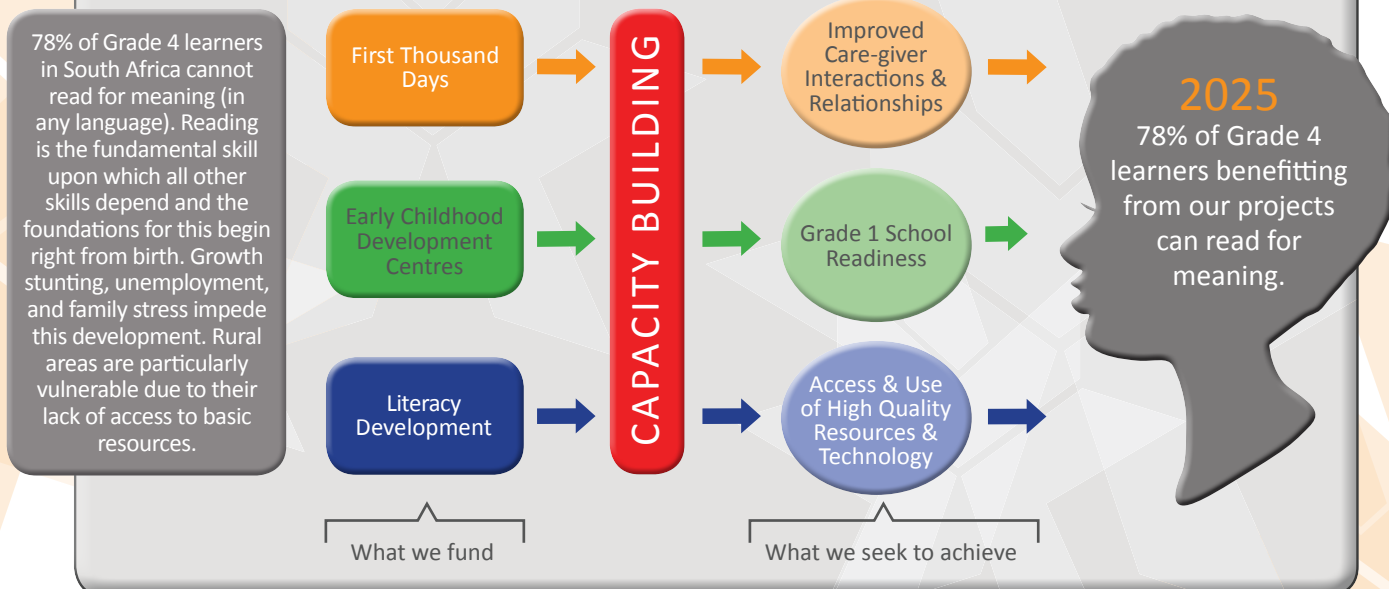 78% of Grade 4 learners
in South Africa cannot
read for meaning (in
any language). Reading
is the fundamental skill
upon which all other
skills depend and the
foundations for this begin
right from birth. Growth
stunting, unemployment,
and family stress impede
this development. Rural
areas are particularly
vulnerable due to their
lack of access to basic
resources.
First Thousand
Days
Early Childhood
Development
Centres
Literacy
Development
What we fund
CAPACITY BUILDING
Improved
Care-giver
Interactions &
Relationships
Grade 1 School
Readiness
Access & Use
of High Quality
Resources &
Technology
What we seek to achieve
2025
78% of Grade 4
learners benefitting
from our projects
can read for
meaning.